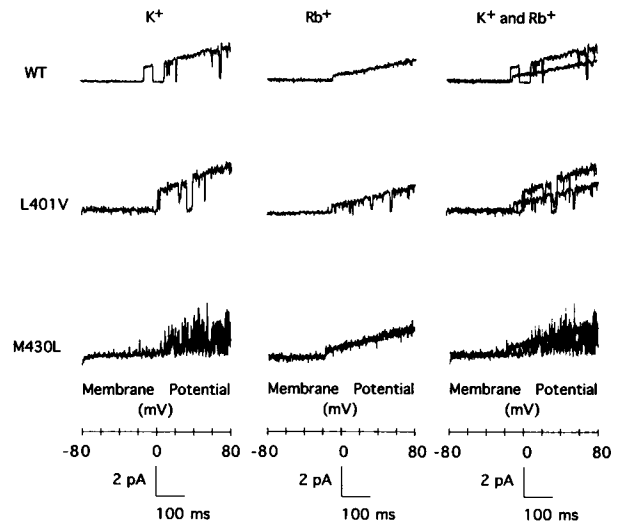 K+ Rb+ K+ and Rb+
WT
L401V
M430L
Membrane Potential Membrane Potential Membrane Potential
(mV) (mV) (mV)
-80 0 80 -80 0 80 -80 0 80
2 pA 2 pA 2 pA
100 ms 100 ms 100 ms